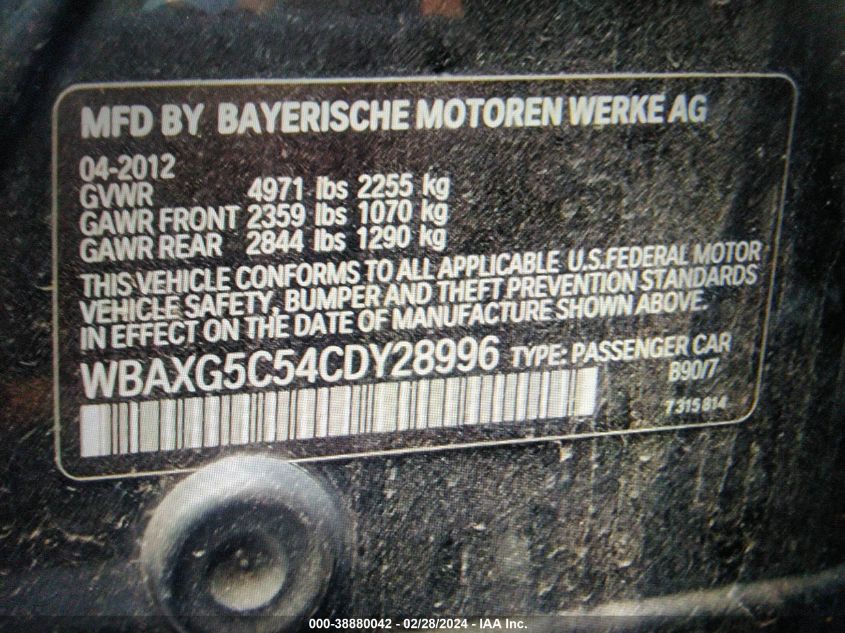 MFD BY BAYERISCHE MOTOREN WERKE AG
04-2012
GVWR 4971 lbs 2255 kg
GAWR FRONT 2359 lbs 1070 kg
GAWR REAR 2844 lbs 1290 kg
THIS VEHICLE CONFORMS TO ALL APPLICABLE U.S.FEDERAL MOTOR
VEHICLE SAFETY, BUMPER AND THEFT PREVENTION STANDARDS
IN EFFECT ON THE DATE OF MANUFACTURE SHOWN ABOVE.
WBAXG5C54CDY28996 TYPE: PASSENGER CAR
B90/7
7315814
000-38880042 - 02/28/2024 - IAA Inc.